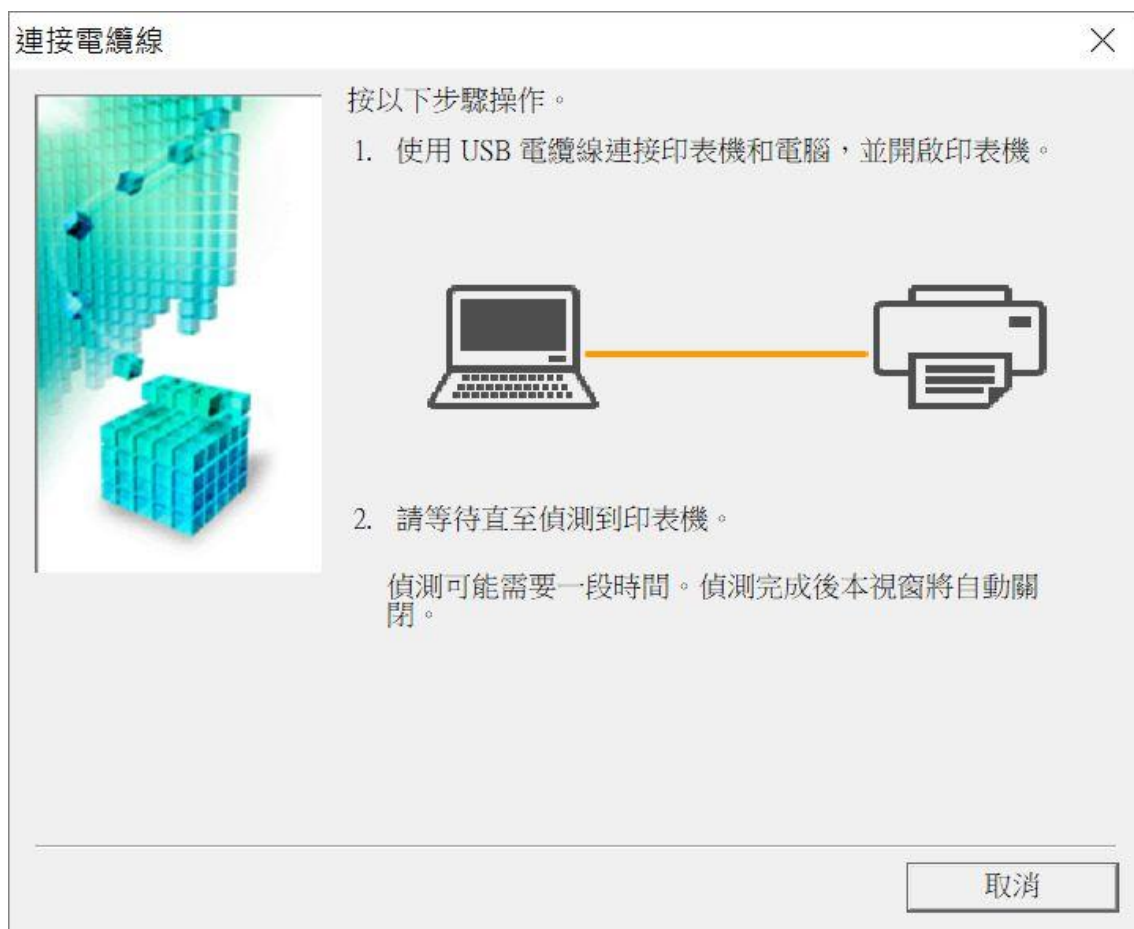 連接電纜線
按以下步驟操作。
1. 使用 USB 電纜線連接印表機和電腦，並開啟印表機。
2. 請等待直至偵測到印表機。
偵測可能需要一段時間。偵測完成後本視窗將自動關
閉。
取消